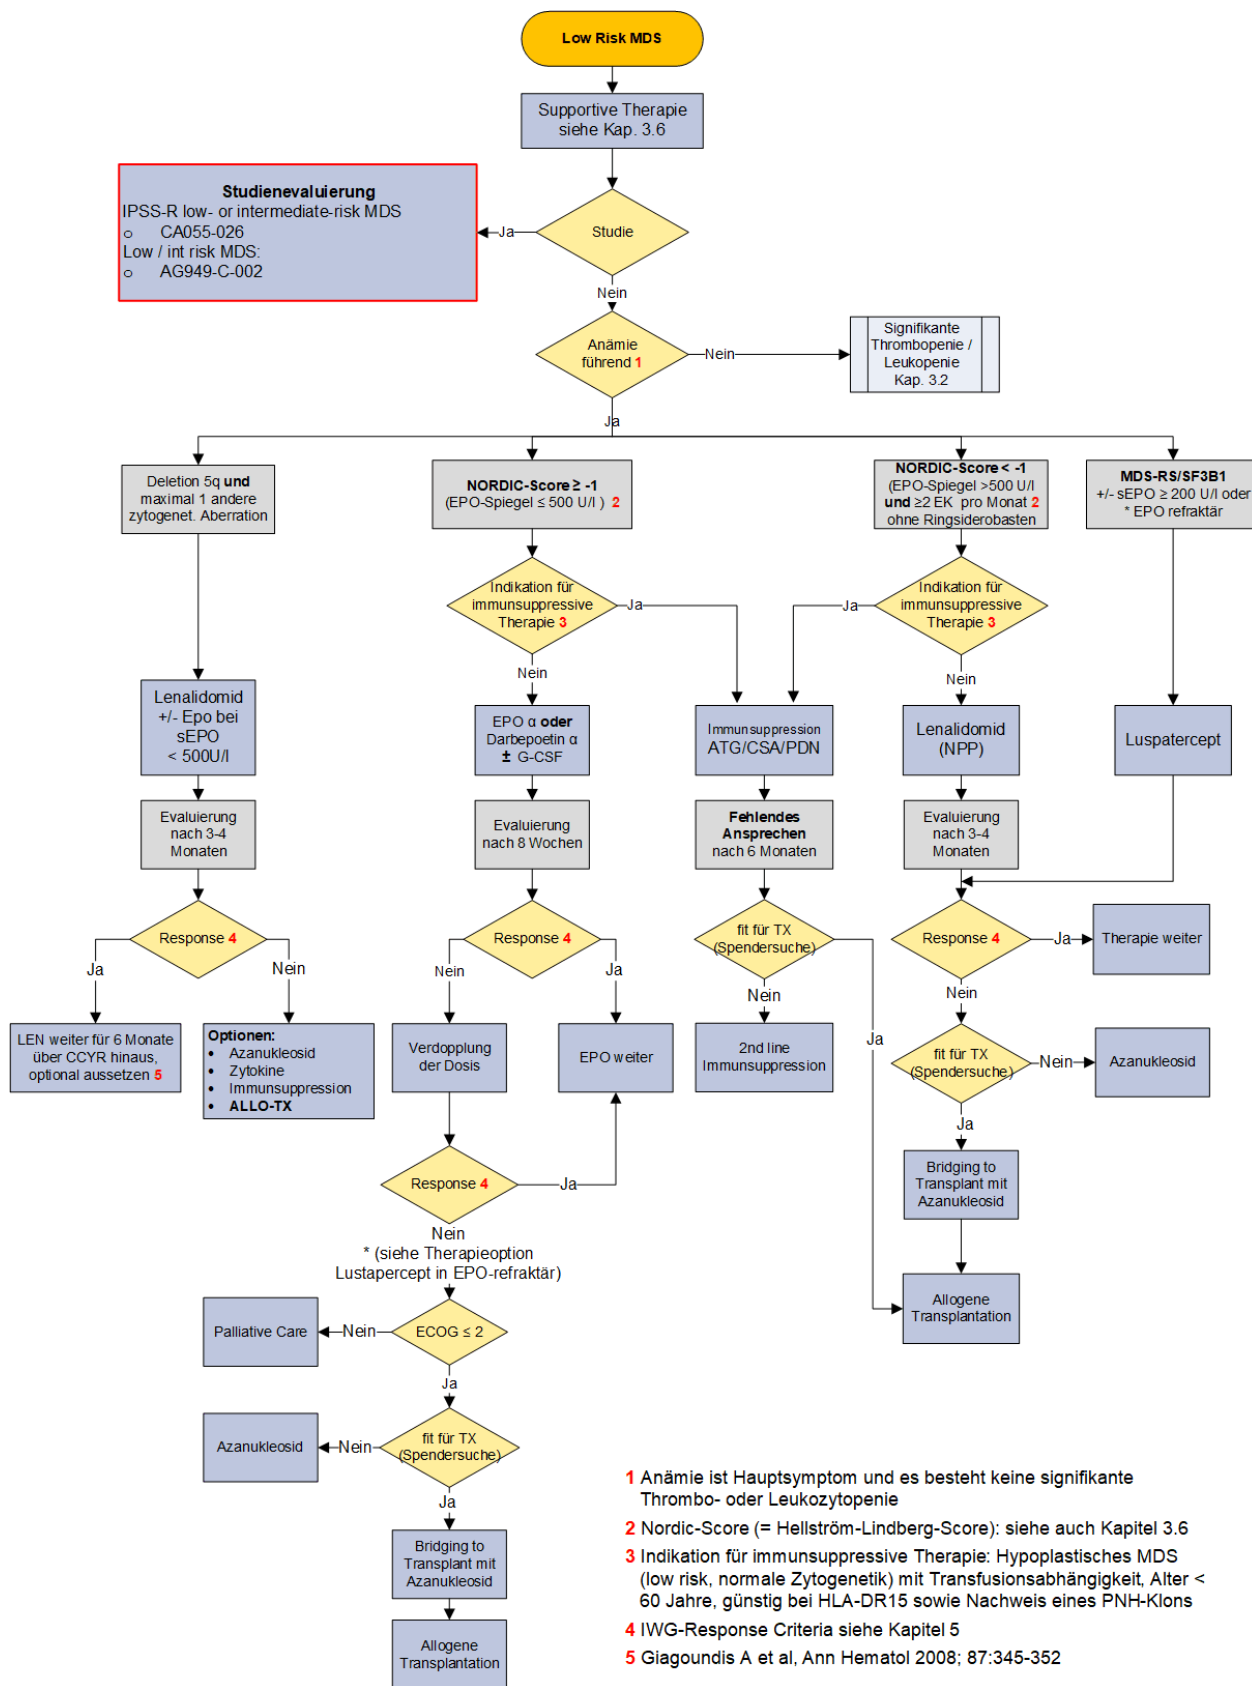 Low Risk MDS
Supportive Therapie
siehe Kap. 3.6
Studienevaluierung
IPSS-R low- or intermediate-risk MDS
o CA055-026
Low / int risk MDS:
o AG949-C-002
Ja
Studie
Nein
Anämie
führend 1
Nein
Signifikante
Thrombopenie /
Leukopenie
Kap. 3.2
Ja
Deletion 5q und
maximal 1 andere
zytogenet. Aberration
NORDIC-Score ≥ -1
(EPO-Spiegel ≤ 500 U/l ) 2
NORDIC-Score < -1
(EPO-Spiegel >500 U/l
und ≥2 EK pro Monat 2
ohne Ringsiderobasten
MDS-RS/SF3B1
+/- sEPO ≥ 200 U/l oder
* EPO refraktär
Indikation für
immunsuppressive
Therapie 3
Ja
Ja
Indikation für
immunsuppressive
Therapie 3
Nein
Nein
Lenalidomid
+/- Epo bei
sEPO
< 500U/l
EPO α oder
Darbepoetin α
± G-CSF
Immunsuppression
ATG/CSA/PDN
Lenalidomid
(NPP)
Luspatercept
Evaluierung
nach 3-4
Monaten
Evaluierung
nach 8 Wochen
Fehlendes
Ansprechen
nach 6 Monaten
Evaluierung
nach 3-4
Monaten
Response 4
Response 4
fit für TX
(Spendersuche)
Response 4
Ja
Therapie weiter
Ja
Nein
Nein
Ja
Nein
Nein
LEN weiter für 6 Monate
über CCYR hinaus,
optional aussetzen 5
Optionen:
• Azanukleosid
• Zytokine
• Immunsuppression
• ALLO-TX
Verdopplung
der Dosis
EPO weiter
2nd line
Immunsuppression
Ja
fit für TX
(Spendersuche)
Nein
Azanukleosid
Ja
Response 4
Ja
Bridging to
Transplant mit
Azanukleosid
Nein
* (siehe Therapieoption
Lustapercept in EPO-refraktär)
Allogene
Transplantation
Palliative Care
Nein
ECOG ≤ 2
Ja
Azanukleosid
Nein
fit für TX
(Spendersuche)
Ja
Bridging to
Transplant mit
Azanukleosid
Allogene
Transplantation
1 Anämie ist Hauptsymptom und es besteht keine signifikante
Thrombo- oder Leukozytopenie
2 Nordic-Score (= Hellström-Lindberg-Score): siehe auch Kapitel 3.6
3 Indikation für immunsuppressive Therapie: Hypoplastisches MDS
(low risk, normale Zytogenetik) mit Transfusionsabhängigkeit, Alter <
60 Jahre, günstig bei HLA-DR15 sowie Nachweis eines PNH-Klons
4 IWG-Response Criteria siehe Kapitel 5
5 Giagoundis A et al, Ann Hematol 2008; 87:345-352